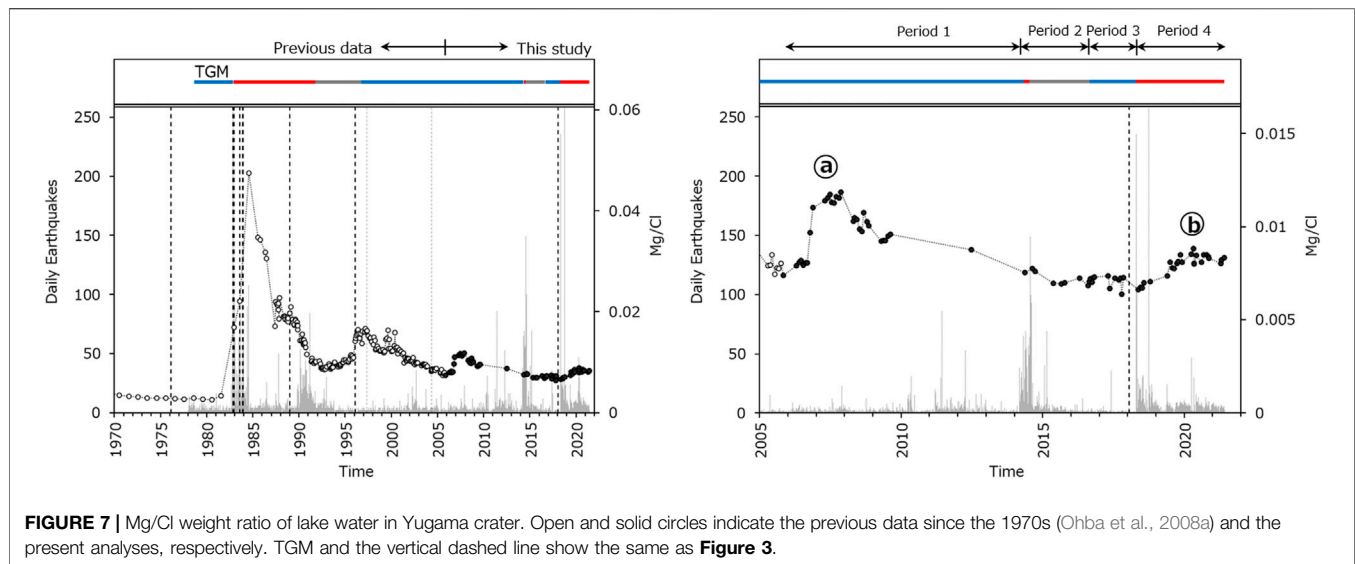 Previous data
This study
TGM
Period 1
Period 2
Period 3
Period 4
250
200
150
100
50
0
Daily Earthquakes
0.06
0.04
0.02
0
Mg/Cl
1970
1975
1980
1985
1990
1995
2000
2005
2010
2015
2020
Time
250
200
150
100
50
0
Daily Earthquakes
a
b
0.015
0.01
0.005
0
Mg/Cl
2005
2010
2015
2020
Time
FIGURE 7 | Mg/Cl weight ratio of lake water in Yugama crater. Open and solid circles indicate the previous data since the 1970s (Ohba et al., 2008a) and the
present analyses, respectively. TGM and the vertical dashed line show the same as Figure 3.